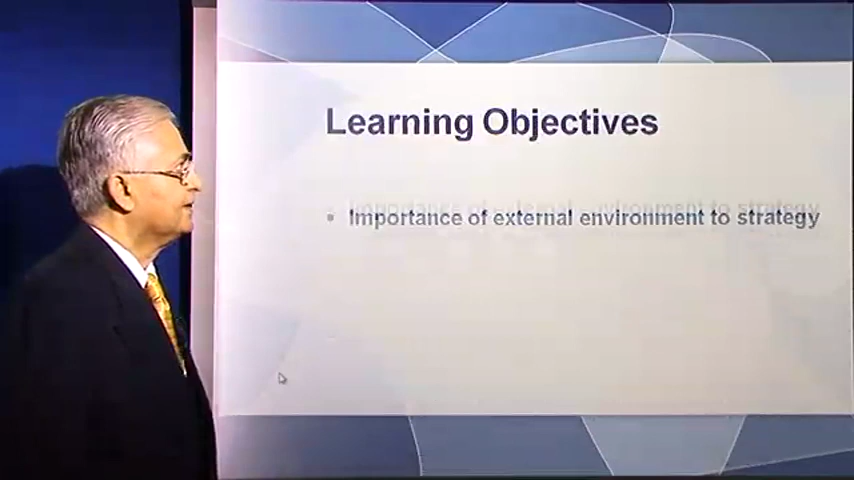 Learning Objectives
• Importance of external environment to strategy